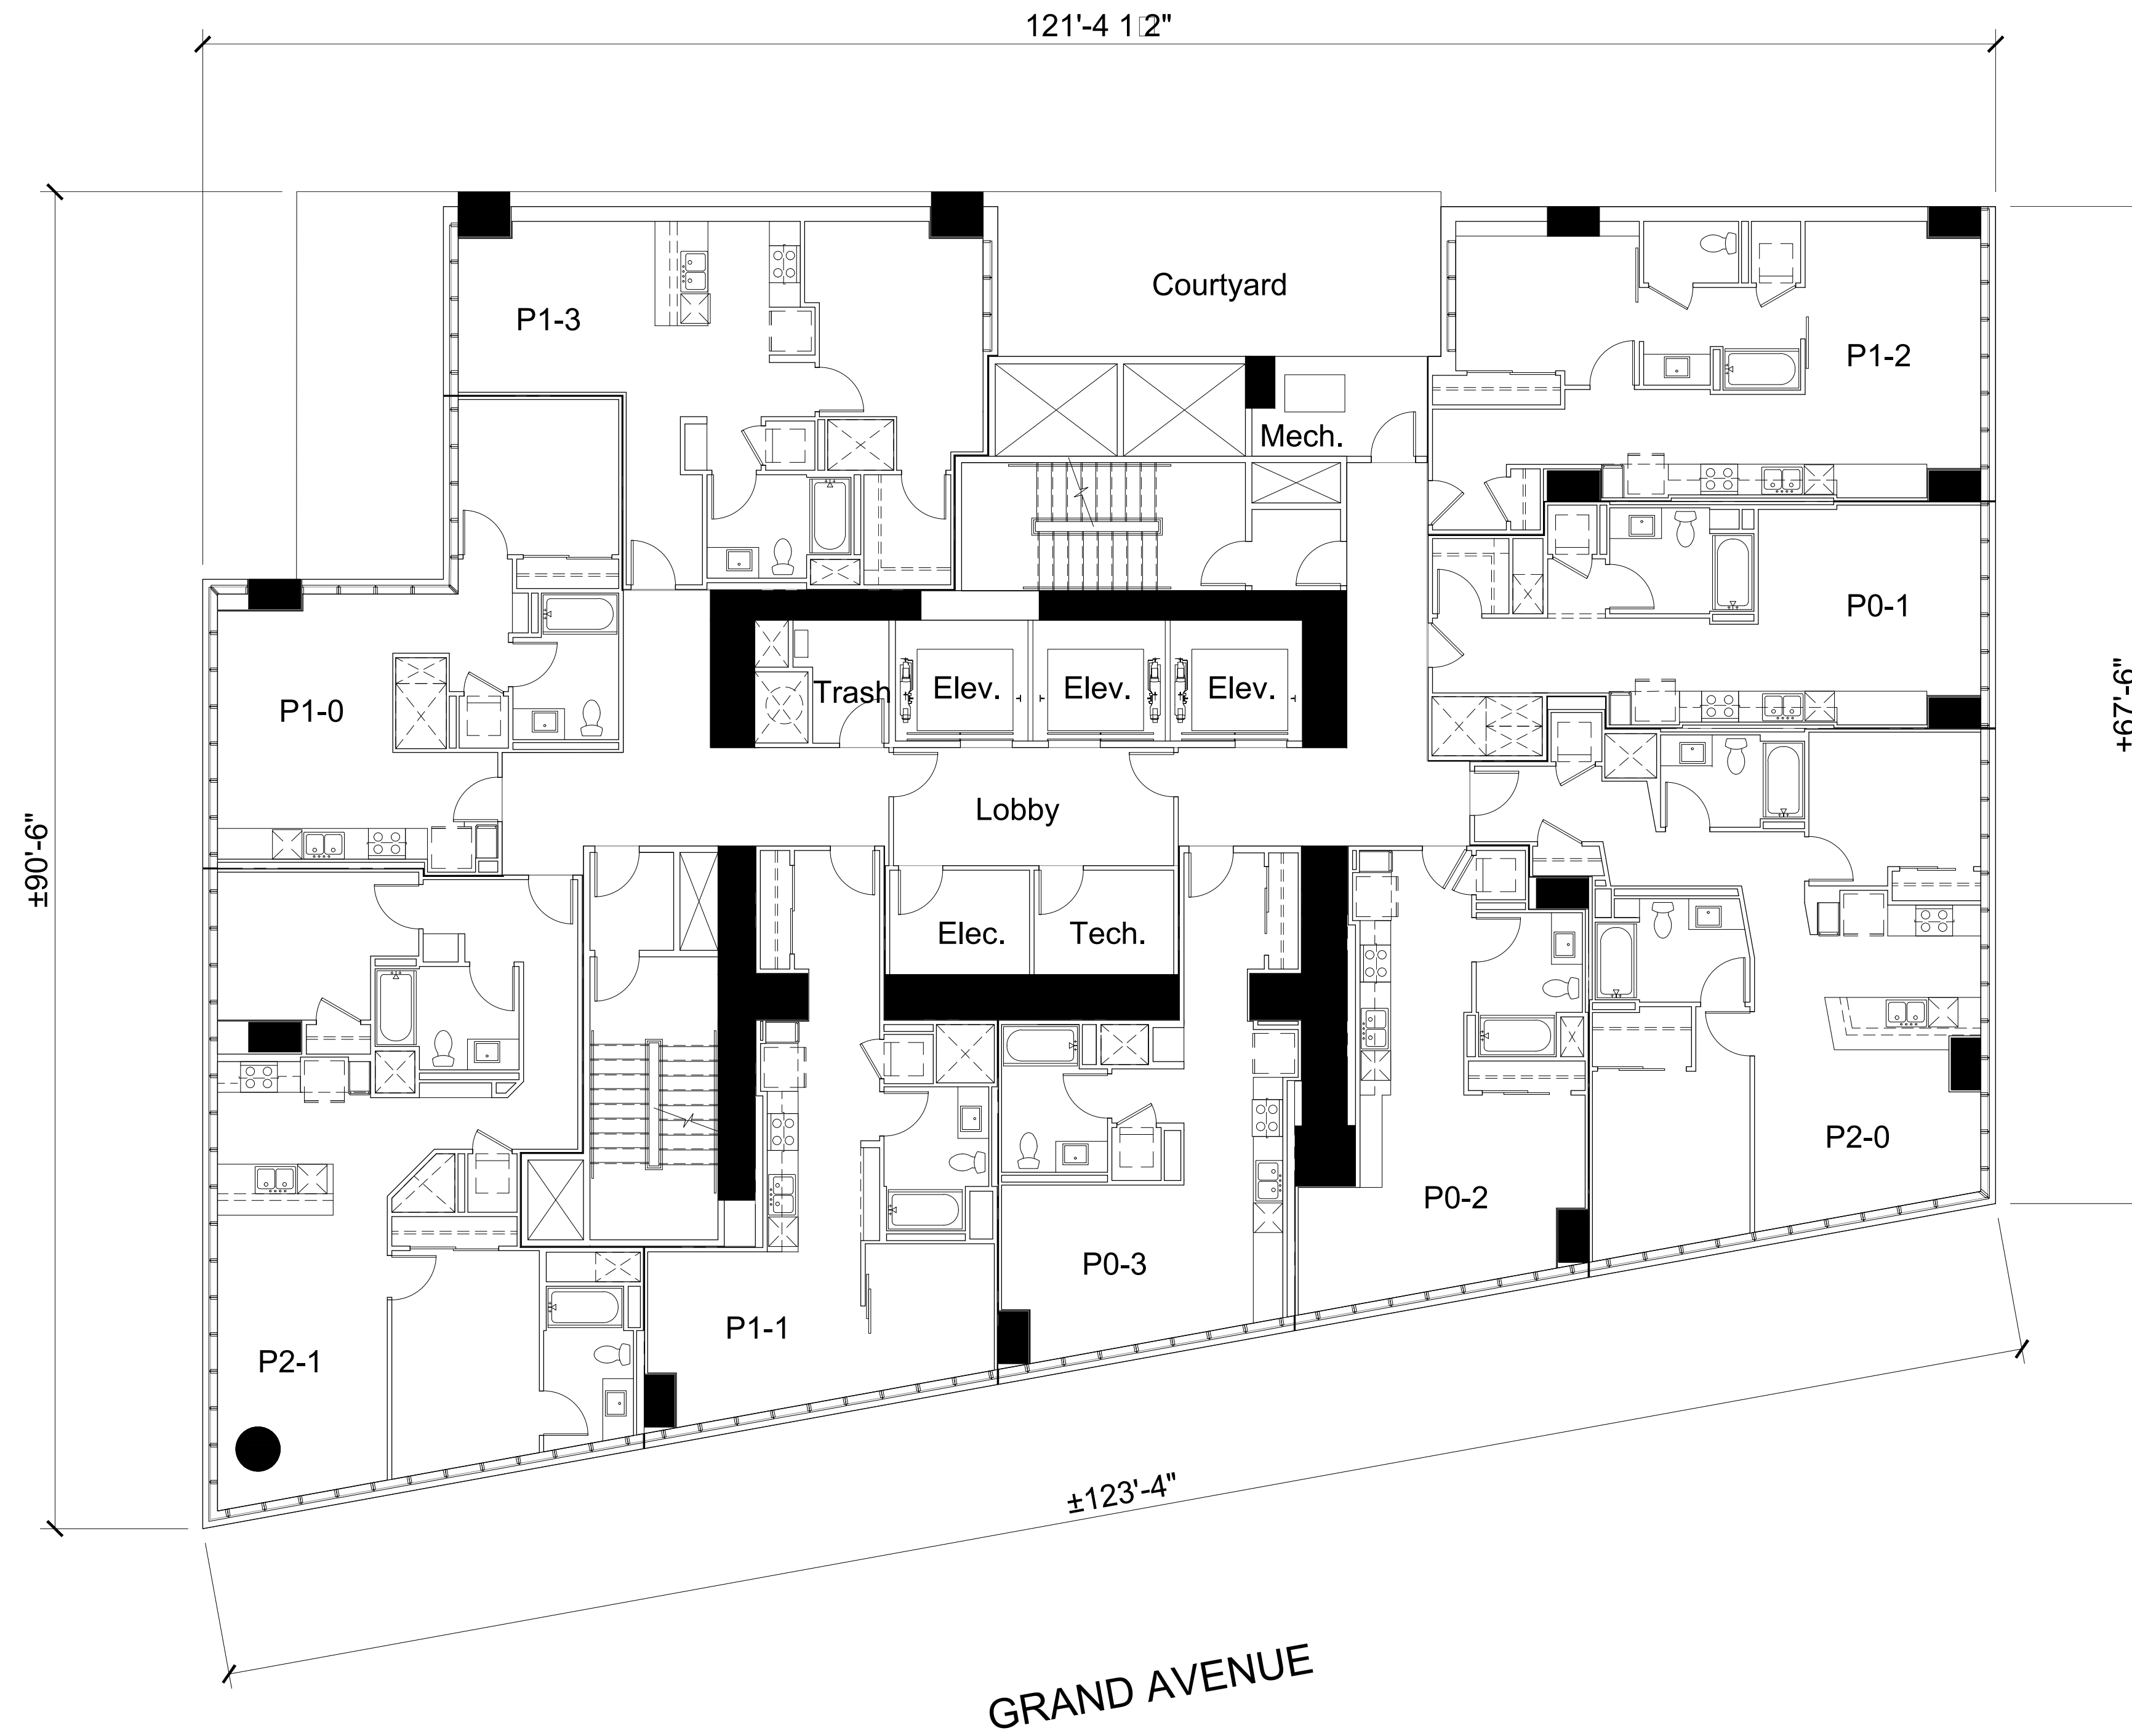 121'-4 1□2"
Courtyard
P1-3
P1-2
Mech.
P0-1
±67'-6"
Trash
Elev.
Elev.
Elev.
P1-0
Lobby
±90'-6"
Elec.
Tech.
P2-0
P0-2
P0-3
P1-1
P2-1
±123'-4"
GRAND AVENUE